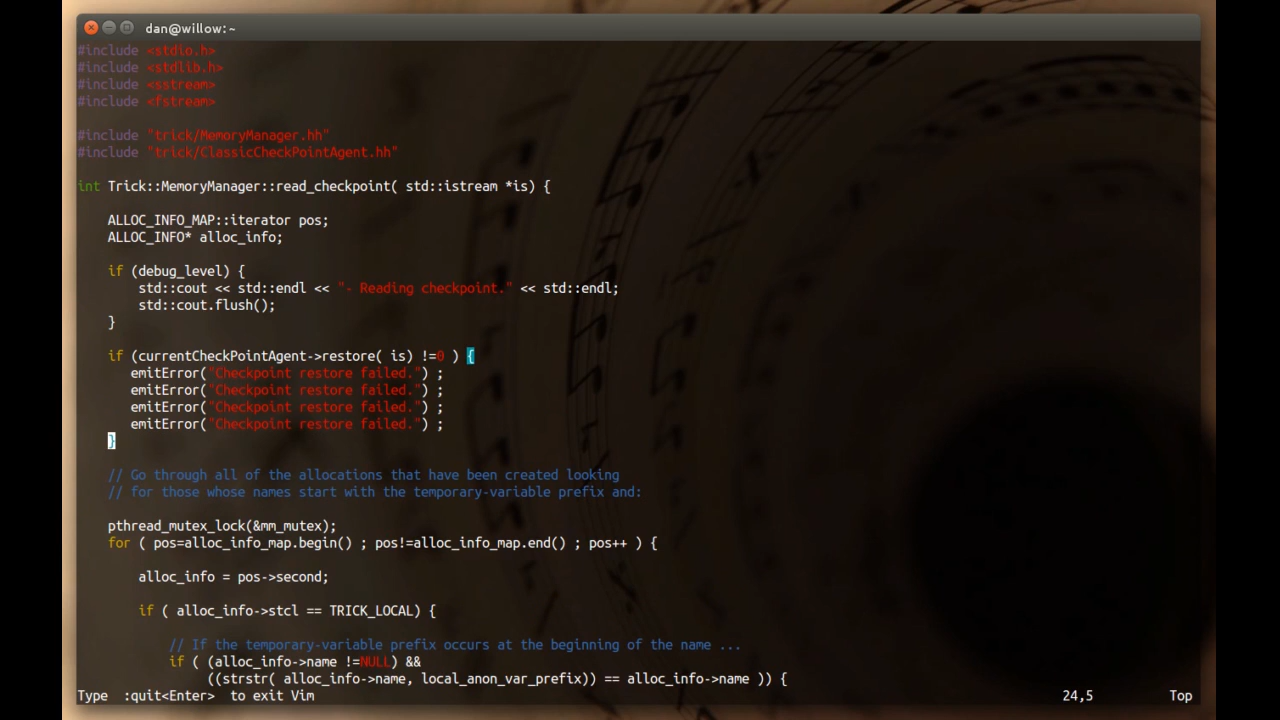 dan@willow: ~
#include <stdio.h>
#include <stdlib.h>
#include <sstream>
#include <fstream>
#include "trick/MemoryManager.hh"
#include "trick/ClassicCheckPointAgent.hh"
int Trick::MemoryManager::read_checkpoint( std::istream *is) {
ALLOC_INFO_MAP::iterator pos;
ALLOC_INFO* alloc_info;
if (debug_level) {
std::cout << std::endl << "- Reading checkpoint." << std::endl;
std::cout.flush();
}
if (currentCheckPointAgent->restore( is) !=0 ) {
emitError("Checkpoint restore failed.") ;
emitError("Checkpoint restore failed.") ;
emitError("Checkpoint restore failed.") ;
emitError("Checkpoint restore failed.") ;
}
// Go through all of the allocations that have been created looking
// for those whose names start with the temporary-variable prefix and:
pthread_mutex_lock(&mm_mutex);
for ( pos=alloc_info_map.begin() ; pos!=alloc_info_map.end() ; pos++ ) {
alloc_info = pos->second;
if ( alloc_info->stcl == TRICK_LOCAL) {
// If the temporary-variable prefix occurs at the beginning of the name ...
if ( (alloc_info->name !=NULL) &&
((strstr( alloc_info->name, local_anon_var_prefix)) == alloc_info->name )) {
Type  :quit<Enter>  to exit Vim 24,5 Top